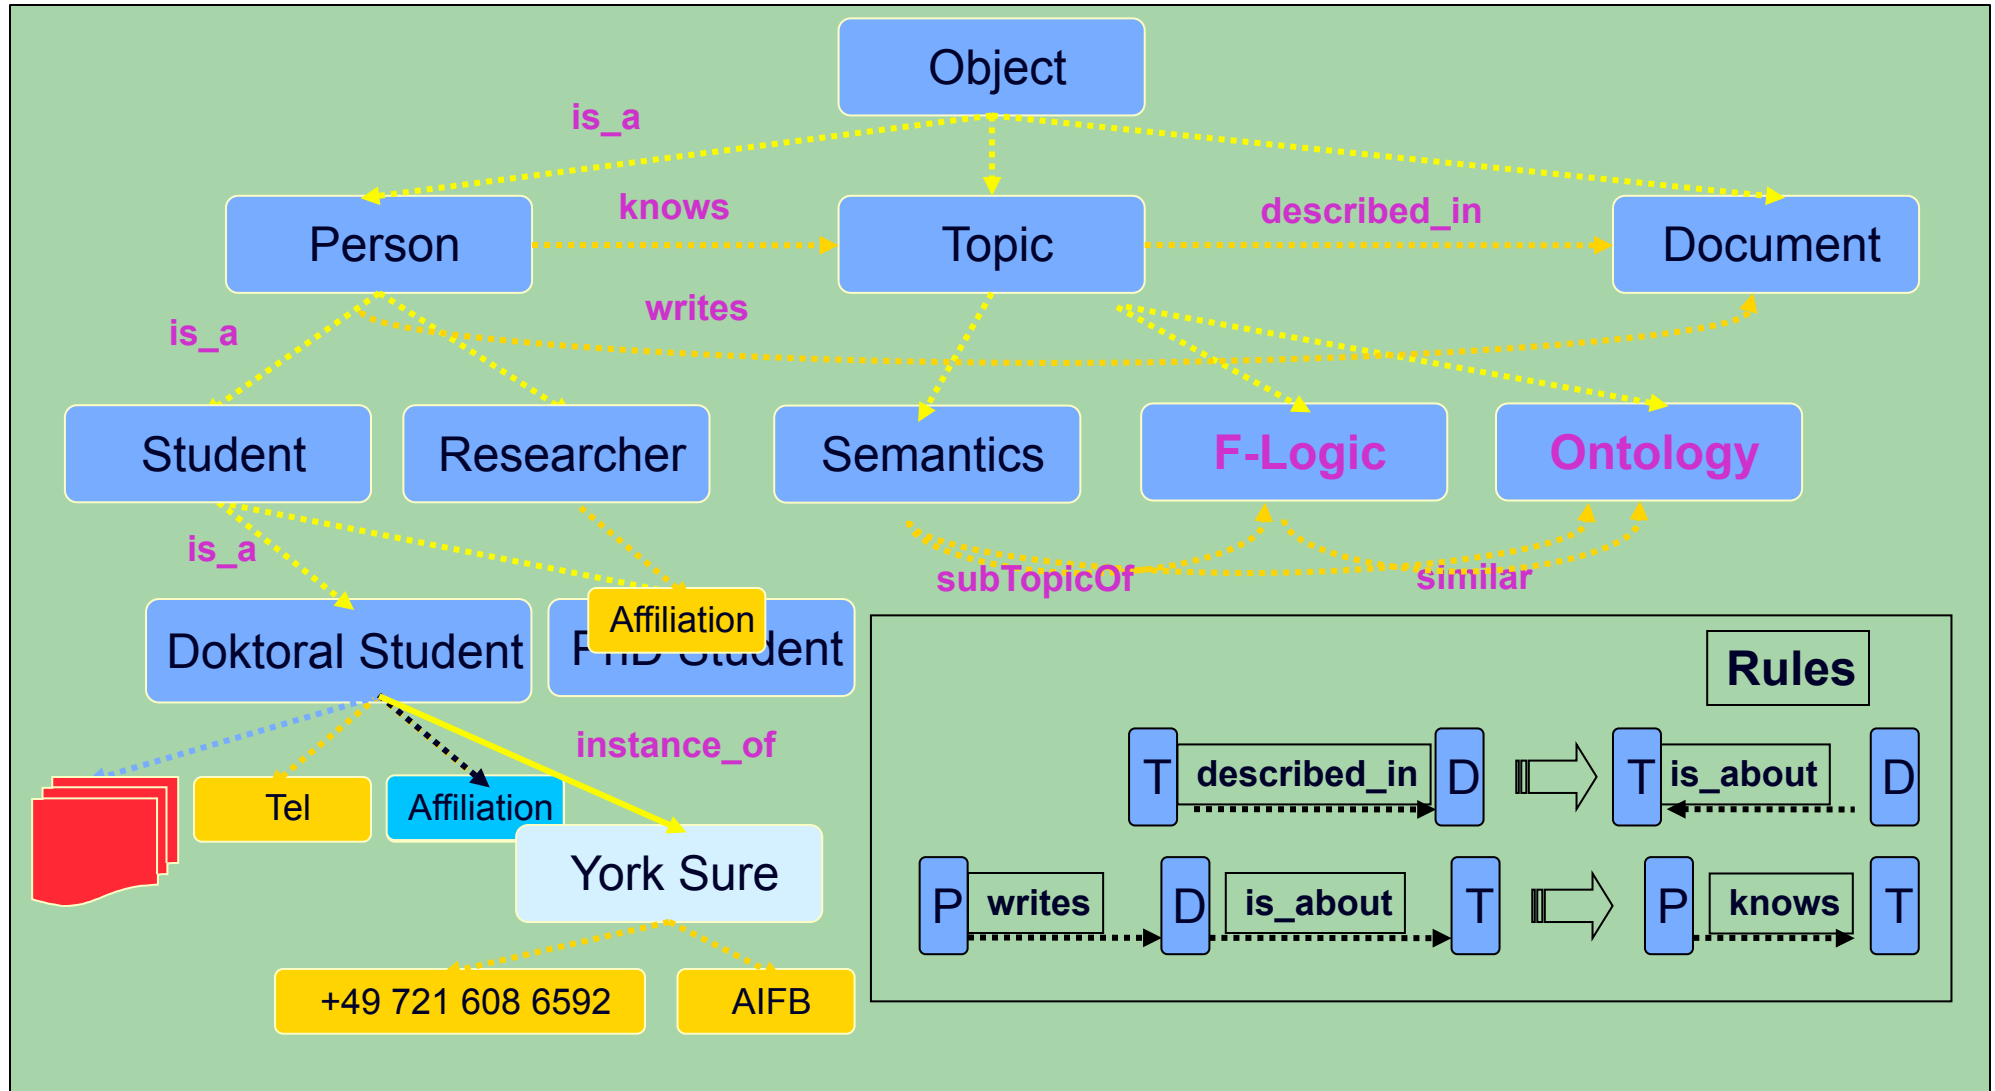 Object
is_a
knows
described_in
Person
Topic
Document
writes
is_a
Student
Researcher
Semantics
F-Logic
Ontology
is_a
subTopicOf
similar
Affiliation
Doktoral Student
PhD Student
Rules
instance_of
T described_in D T is_about D
Tel
Affiliation
York Sure
P writes D is_about T P knows T
+49 721 608 6592
AIFB